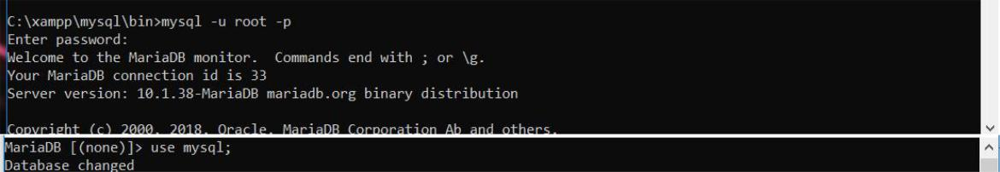 C:\xampp\mysql\bin>mysql -u root -p
Enter password:
Welcome to the MariaDB monitor.  Commands end with ; or \g.
Your MariaDB connection id is 33
Server version: 10.1.38-MariaDB mariadb.org binary distribution
Copyright (c) 2000, 2018, Oracle, MariaDB Corporation Ab and others.
MariaDB [(none)]> use mysql;
Database changed